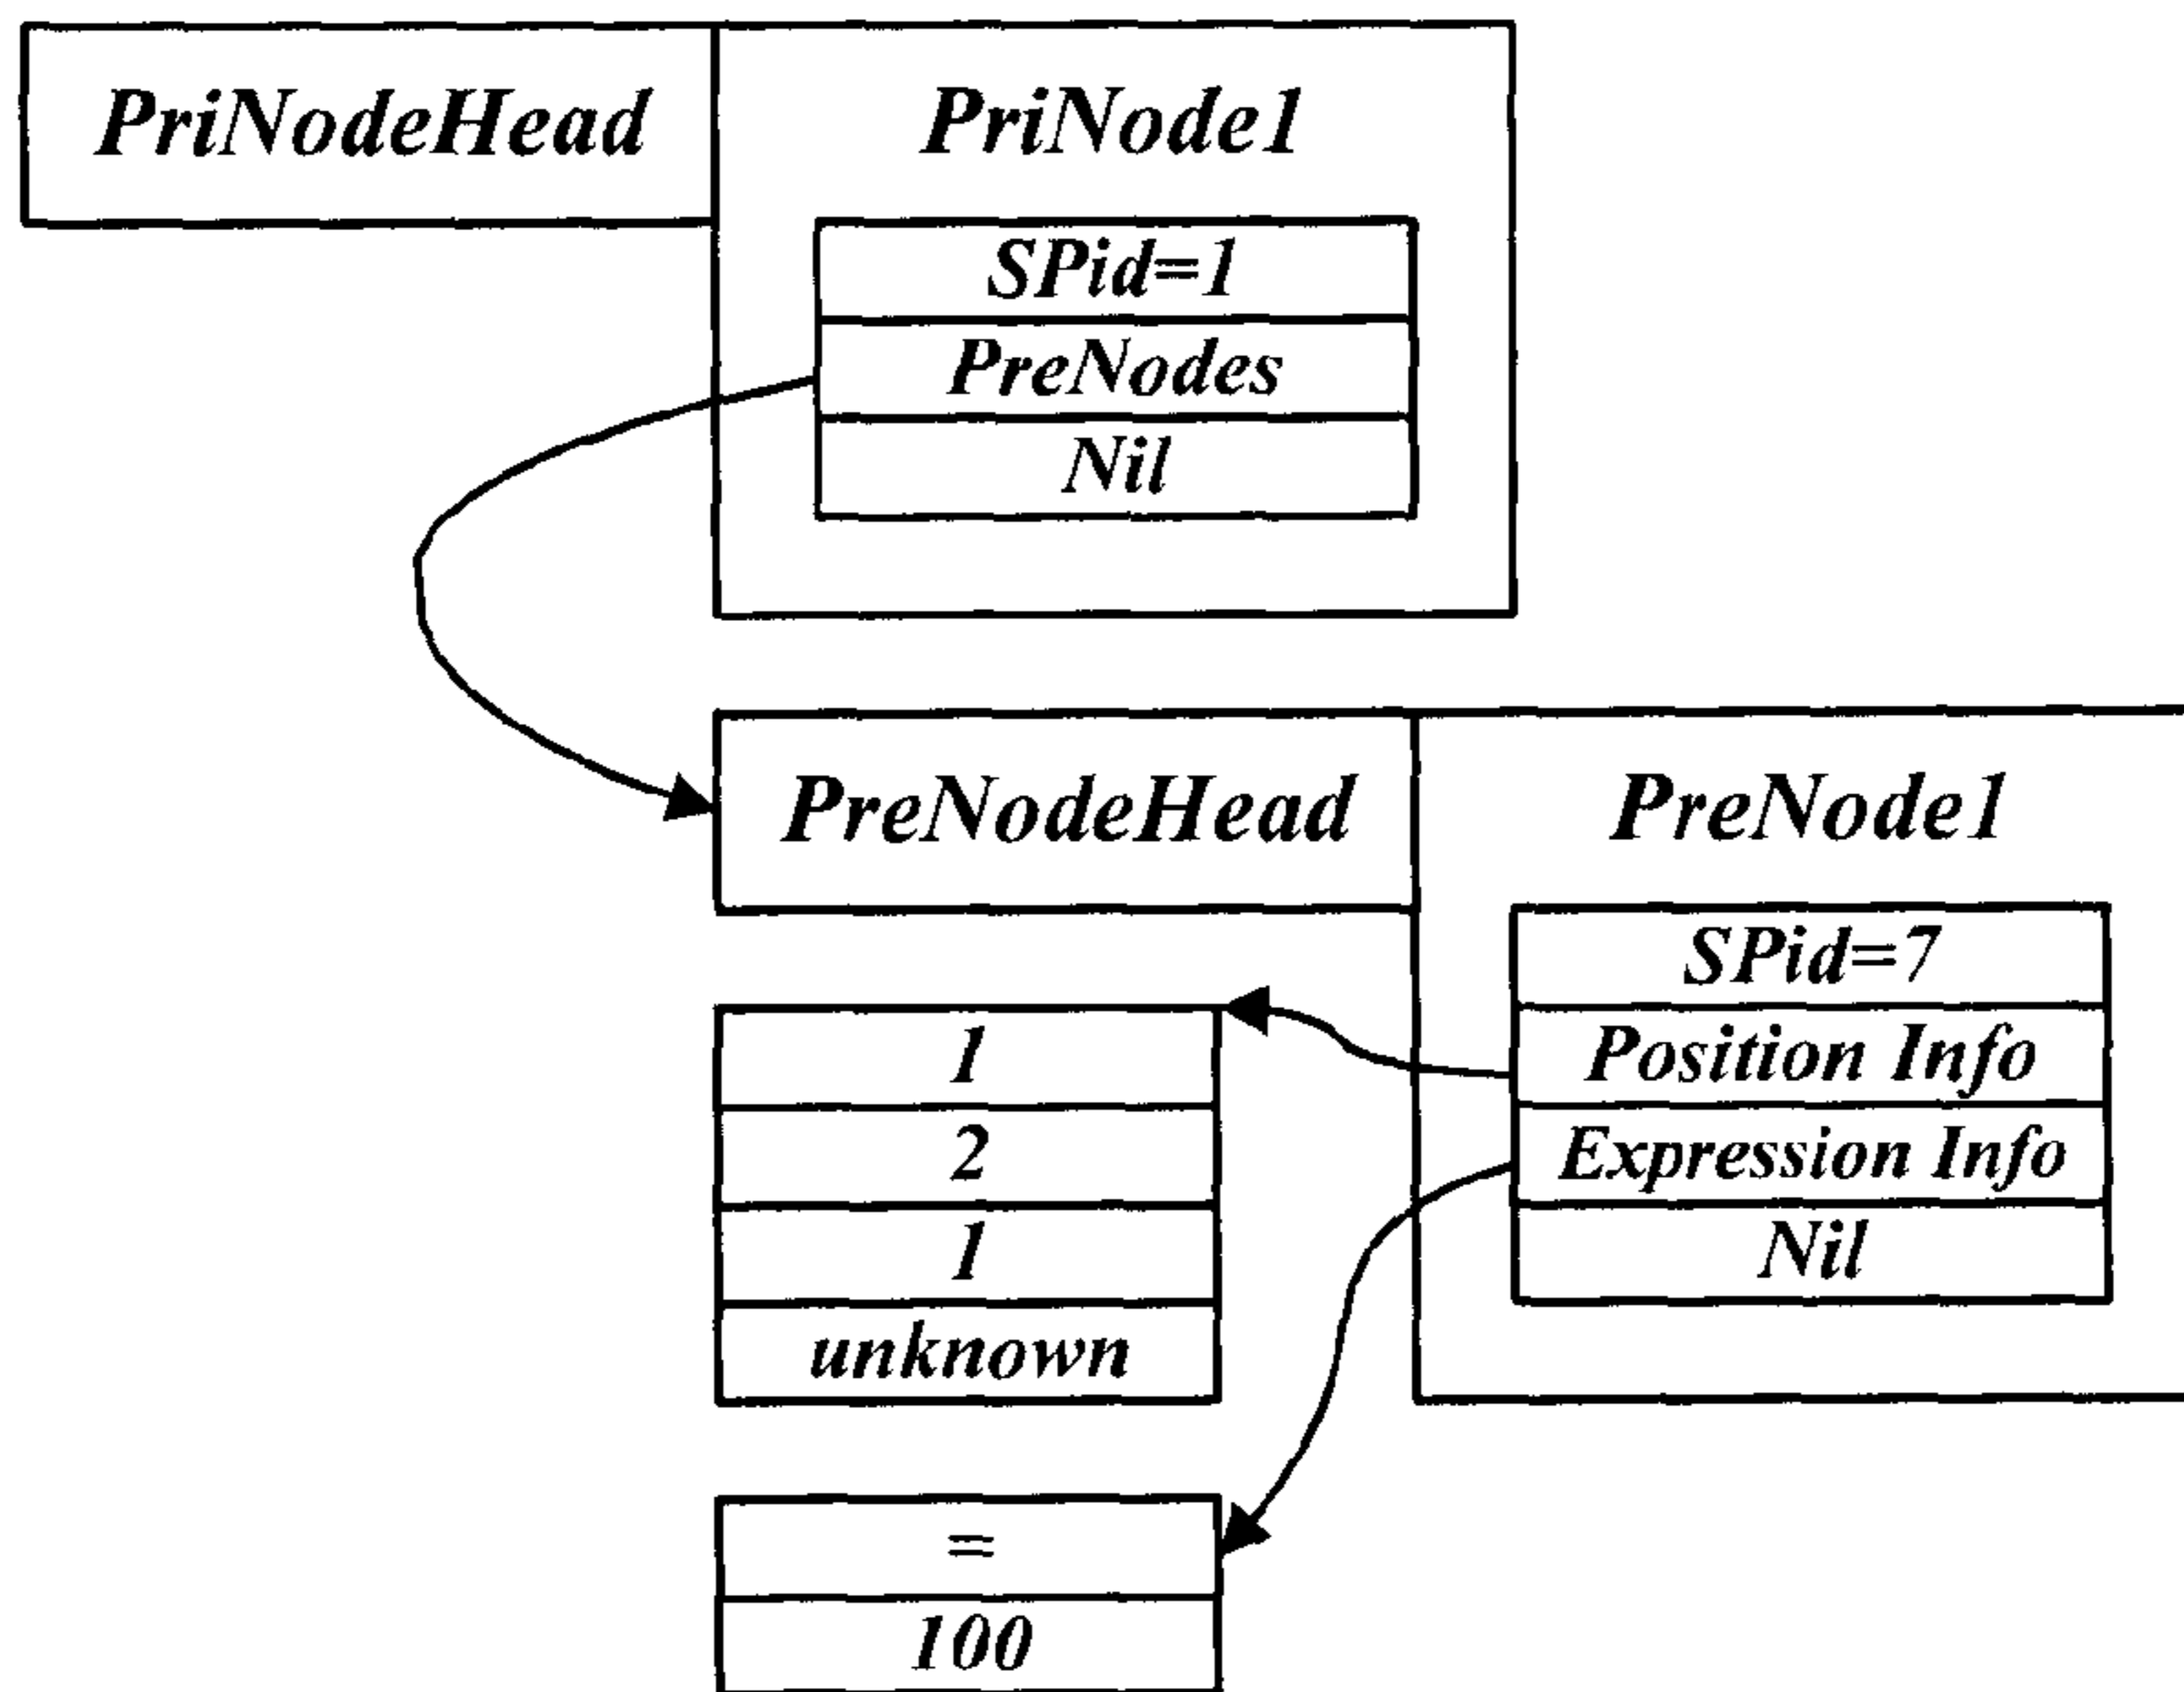 PriNodeHead
PriNode1
SPid=1
PreNodes
Nil
PreNodeHead
PreNode1
SPid=7
Position Info
Expression Info
Nil
1
2
1
unknown
=
100